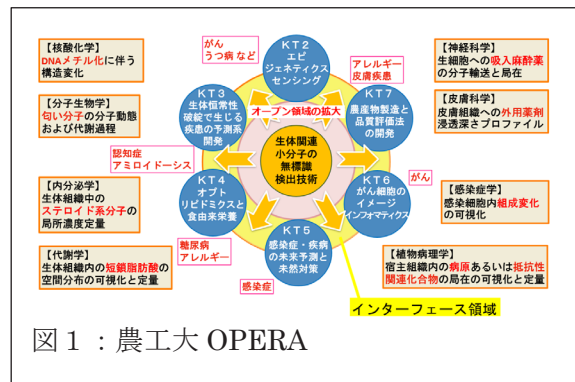 【核酸化学】
DNAメチル化に伴う
構造変化
【分子生物学】
匂い分子の分子動態
および代謝過程
認知症
アミロイドーシス
【内分泌学】
生体組織中の
ステロイド系分子の
局所濃度定量
【代謝学】
生体組織内の短鎖脂肪酸の
空間分布の可視化と定量
がん
うつ病 など
KT2
エピ
ジェネティクス
センシング
アレルギー
皮膚疾患
KT3
生体恒常性
破綻で生じる
疾患の予測系
開発
オープン領域の拡大
KT7
農産物製造と
品質評価法
の開発
生体関連
小分子の
無標識
検出技術
KT4
オプト
リピドミクスと
食由来栄養
KT6
がん細胞の
イメージ
インフォマティクス
がん
糖尿病
アレルギー
KT5
感染症・疾病
の未来予測と
未然対策
感染症
インターフェース領域
【神経科学】
生細胞への吸入麻酔薬
の分子輸送と局在
【皮膚科学】
皮膚組織への外用薬剤
浸透深さプロファイル
【感染症学】
感染細胞内組成変化
の可視化
【植物病理学】
宿主組織内の病原あるいは抵抗性
関連化合物の局在の可視化と定量
図1：農工大 OPERA